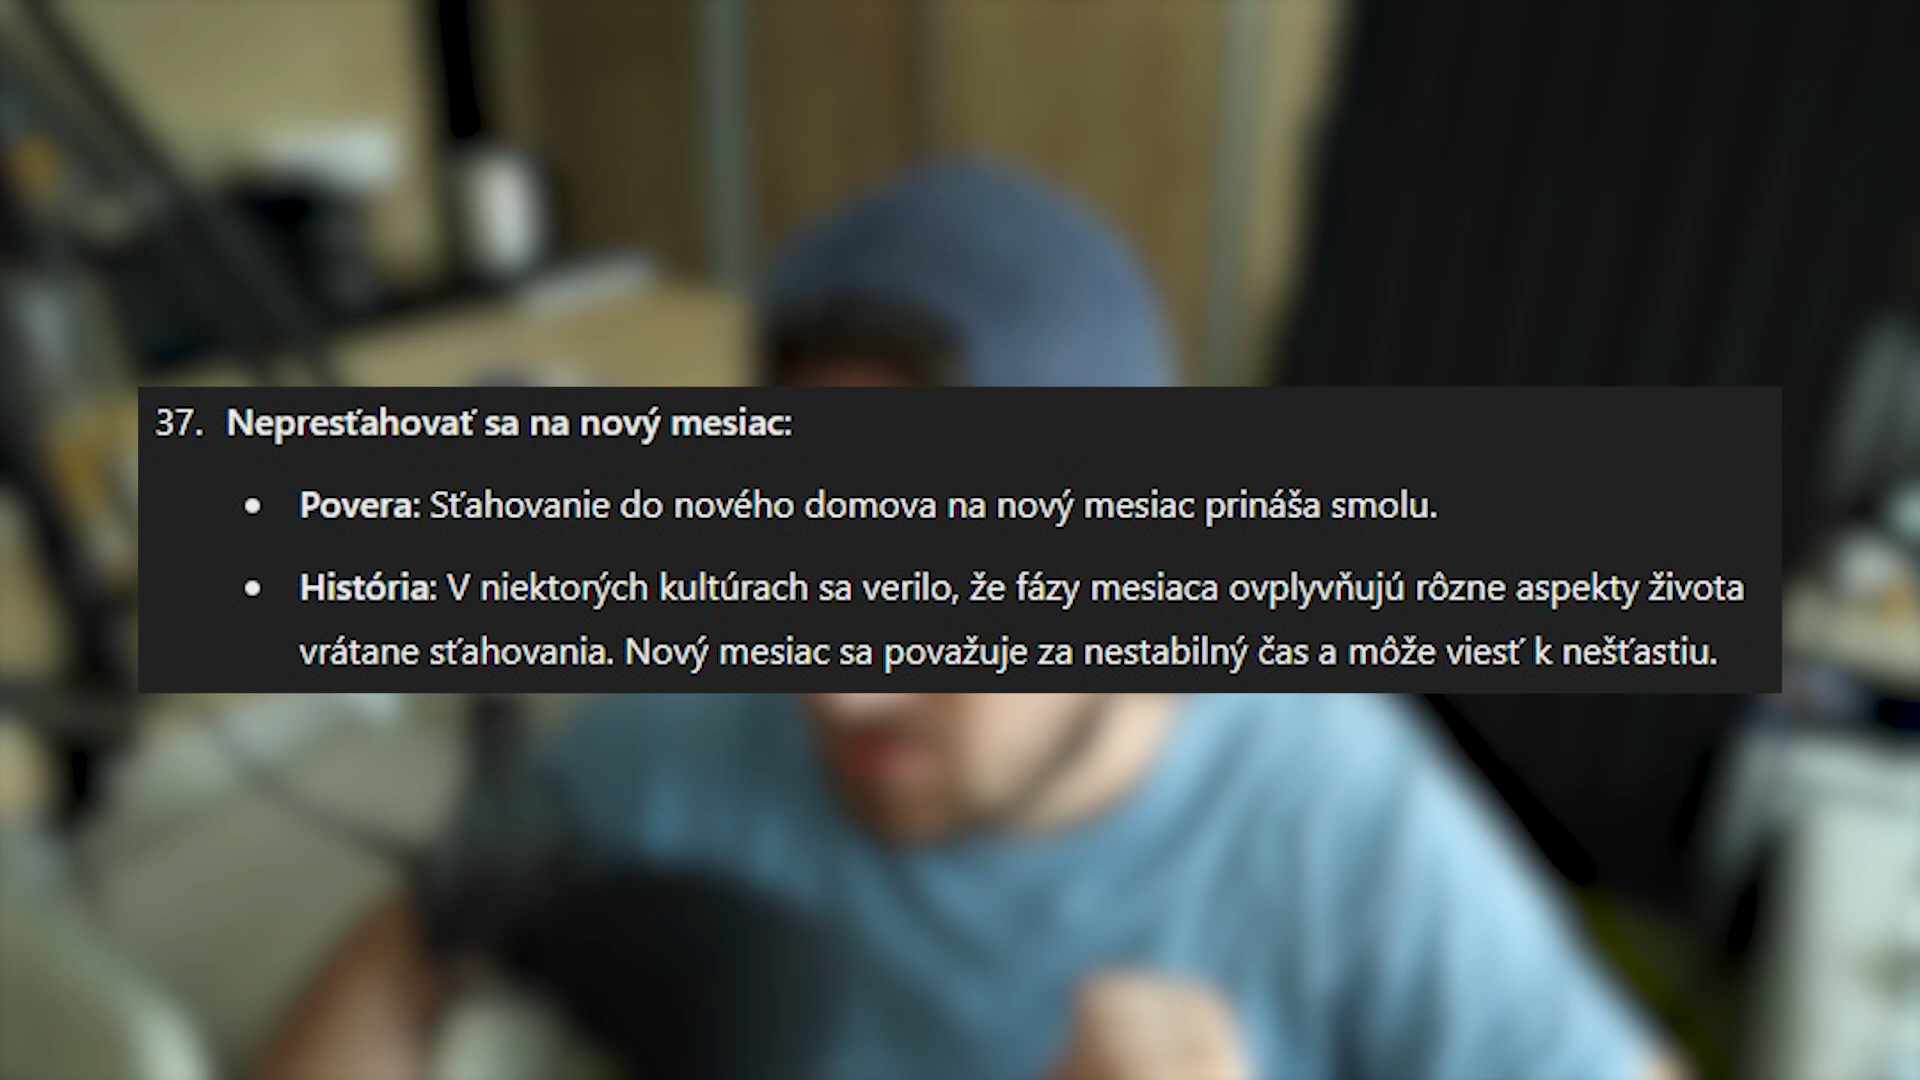 37. Nepresťahovať sa na nový mesiac:
Povera: Sťahovanie do nového domova na nový mesiac prináša smolu.
História: V niektorých kultúrach sa verilo, že fázy mesiaca ovplyvňujú rôzne aspekty života
vrátane sťahovania. Nový mesiac sa považuje za nestabilný čas a môže viesť k nešťastiu.